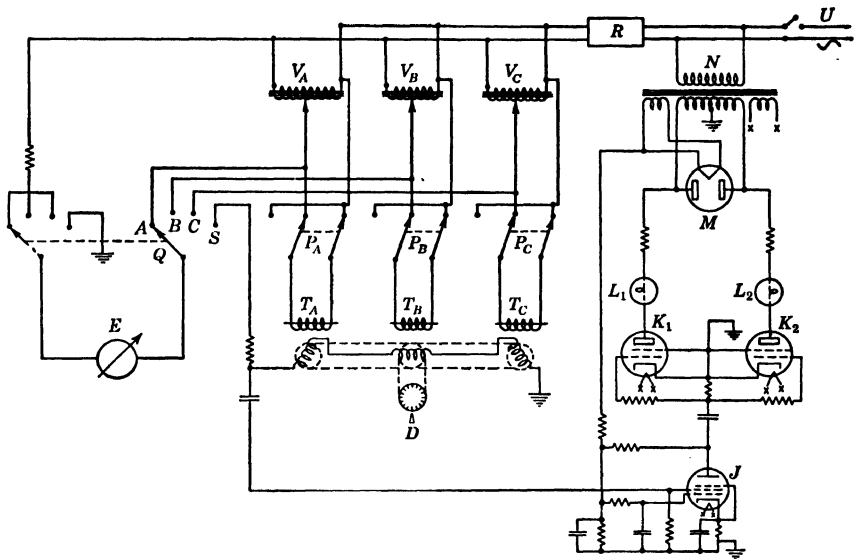 U
R
N
V_A
V_B
V_C
x x
M
A
B
C
S
Q
P_A
P_B
P_C
L_1
L_2
T_A
T_B
T_C
E
K_1
K_2
x x
x x
D
J
x x